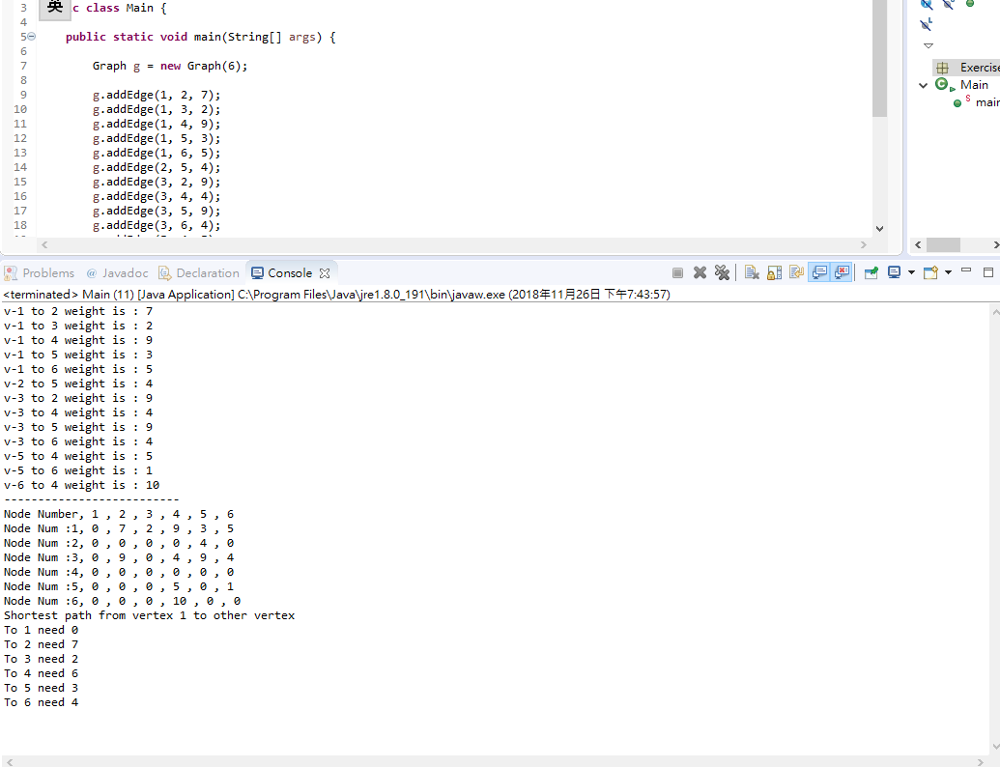 英
3 c class Main {
4
5 public static void main(String[] args) {
6
7 Graph g = new Graph(6);
8
9 g.addEdge(1, 2, 7);
10 g.addEdge(1, 3, 2);
11 g.addEdge(1, 4, 9);
12 g.addEdge(1, 5, 3);
13 g.addEdge(1, 6, 5);
14 g.addEdge(2, 5, 4);
15 g.addEdge(3, 2, 9);
16 g.addEdge(3, 4, 4);
17 g.addEdge(3, 5, 9);
18 g.addEdge(3, 6, 4);
Exercise
Main
S main
Problems @ Javadoc Declaration Console
<terminated> Main (11) [Java Application] C:\Program Files\Java\jre1.8.0_191\bin\javaw.exe (2018年11月26日 下午7:43:57)
v-1 to 2 weight is : 7
v-1 to 3 weight is : 2
v-1 to 4 weight is : 9
v-1 to 5 weight is : 3
v-1 to 6 weight is : 5
v-2 to 5 weight is : 4
v-3 to 2 weight is : 9
v-3 to 4 weight is : 4
v-3 to 5 weight is : 9
v-3 to 6 weight is : 4
v-5 to 4 weight is : 5
v-5 to 6 weight is : 1
v-6 to 4 weight is : 10
--------------------------
Node Number, 1 , 2 , 3 , 4 , 5 , 6
Node Num :1, 0 , 7 , 2 , 9 , 3 , 5
Node Num :2, 0 , 0 , 0 , 0 , 4 , 0
Node Num :3, 0 , 9 , 0 , 4 , 9 , 4
Node Num :4, 0 , 0 , 0 , 0 , 0 , 0
Node Num :5, 0 , 0 , 0 , 5 , 0 , 1
Node Num :6, 0 , 0 , 0 , 10 , 0 , 0
Shortest path from vertex 1 to other vertex
To 1 need 0
To 2 need 7
To 3 need 2
To 4 need 6
To 5 need 3
To 6 need 4